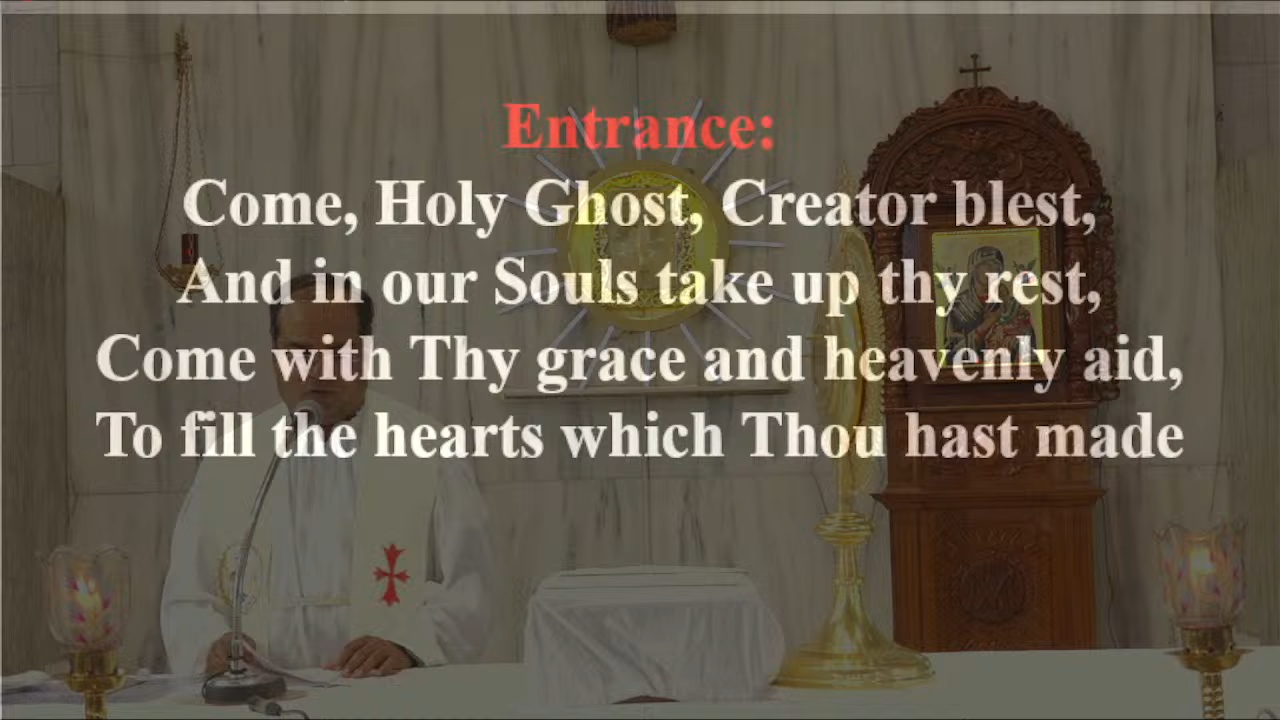 Entrance:
Come, Holy Ghost, Creator blest,
And in our Souls take up thy rest,
Come with Thy grace and heavenly aid,
To fill the hearts which Thou hast made